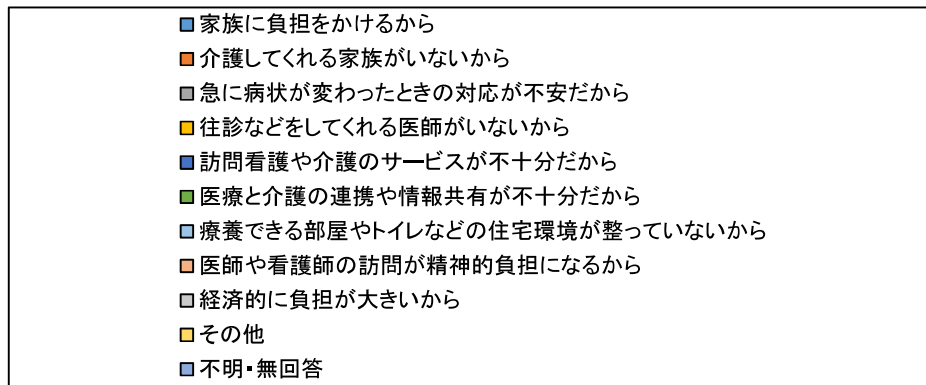 家族に負担をかけるから
介護してくれる家族がいないから
急に病状が変わったときの対応が不安だから
往診などをしてくれる医師がいないから
訪問看護や介護のサービスが不十分だから
医療と介護の連携や情報共有が不十分だから
療養できる部屋やトイレなどの住宅環境が整っていないから
医師や看護師の訪問が精神的負担になるから
経済的に負担が大きいから
その他
不明・無回答